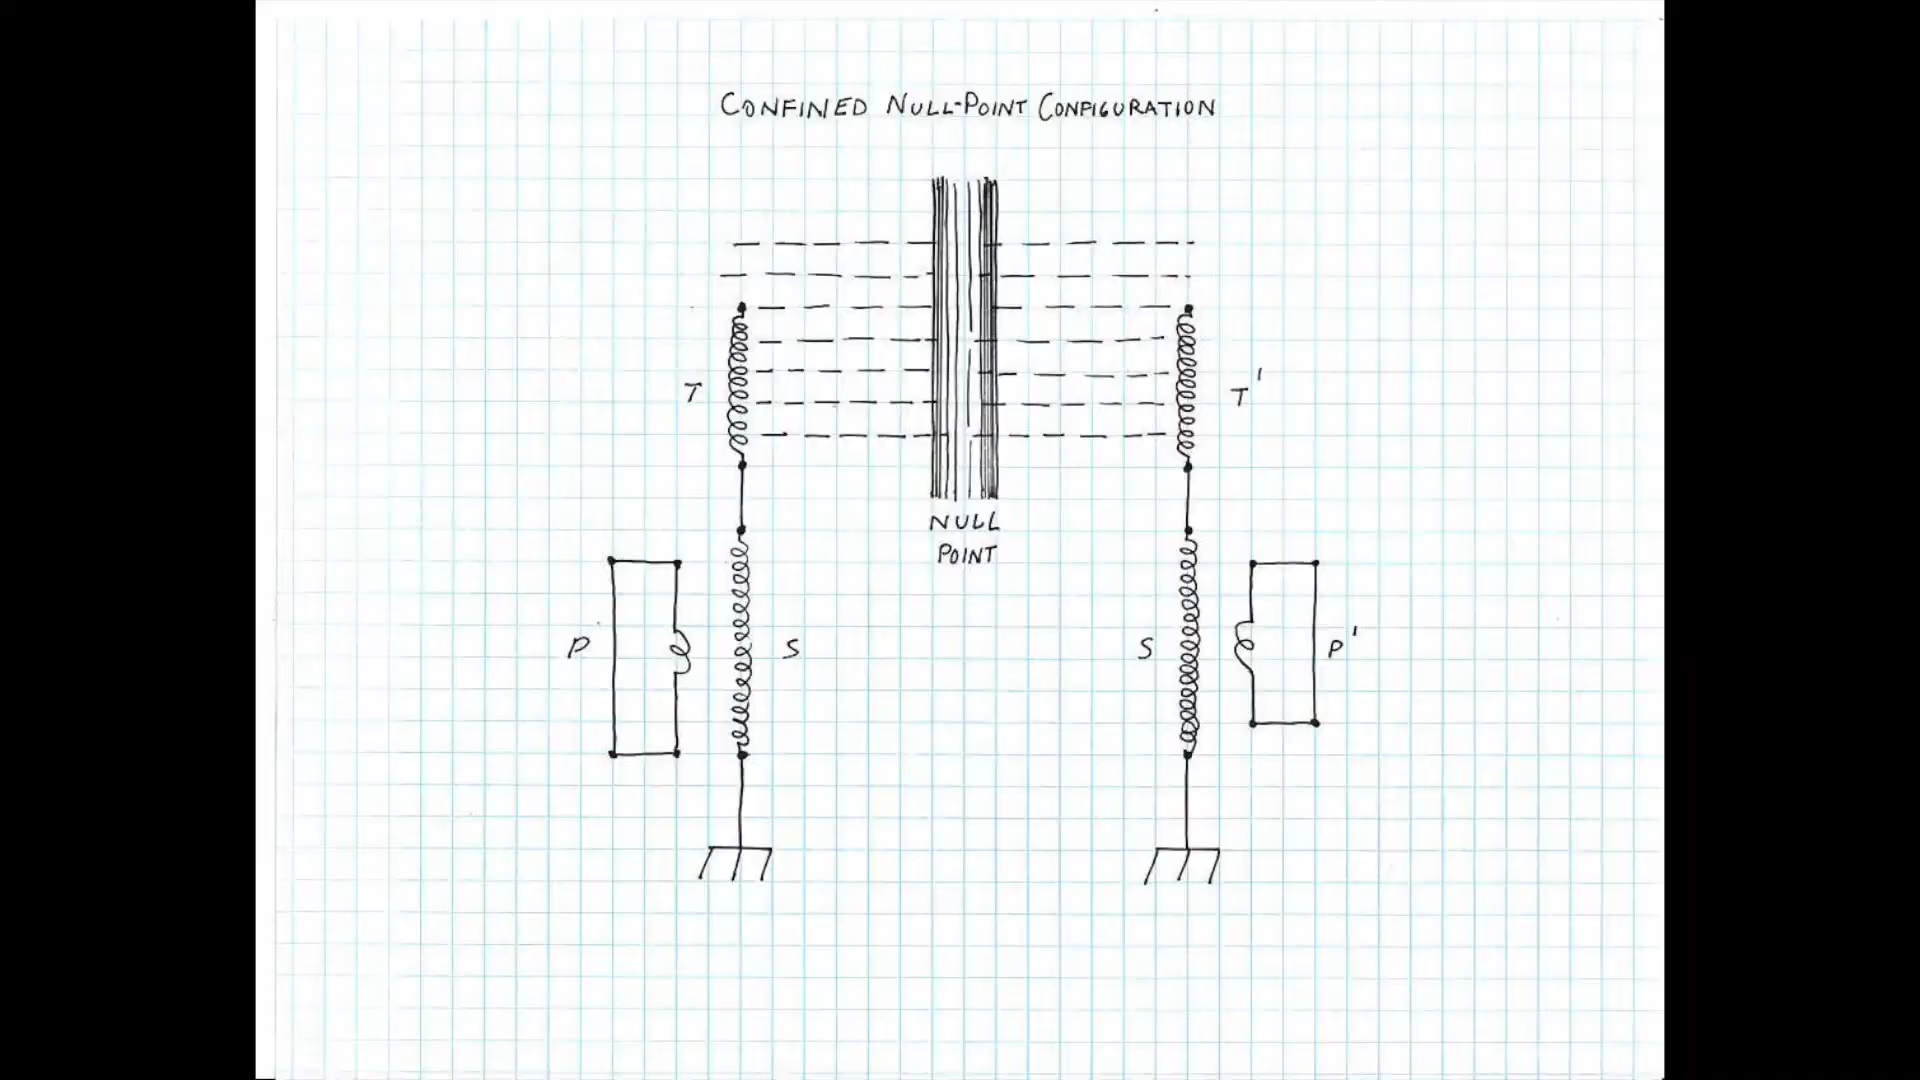 CONFINED NULL-POINT CONFIGURATION
T
T'
NULL
POINT
P
S
S
P'